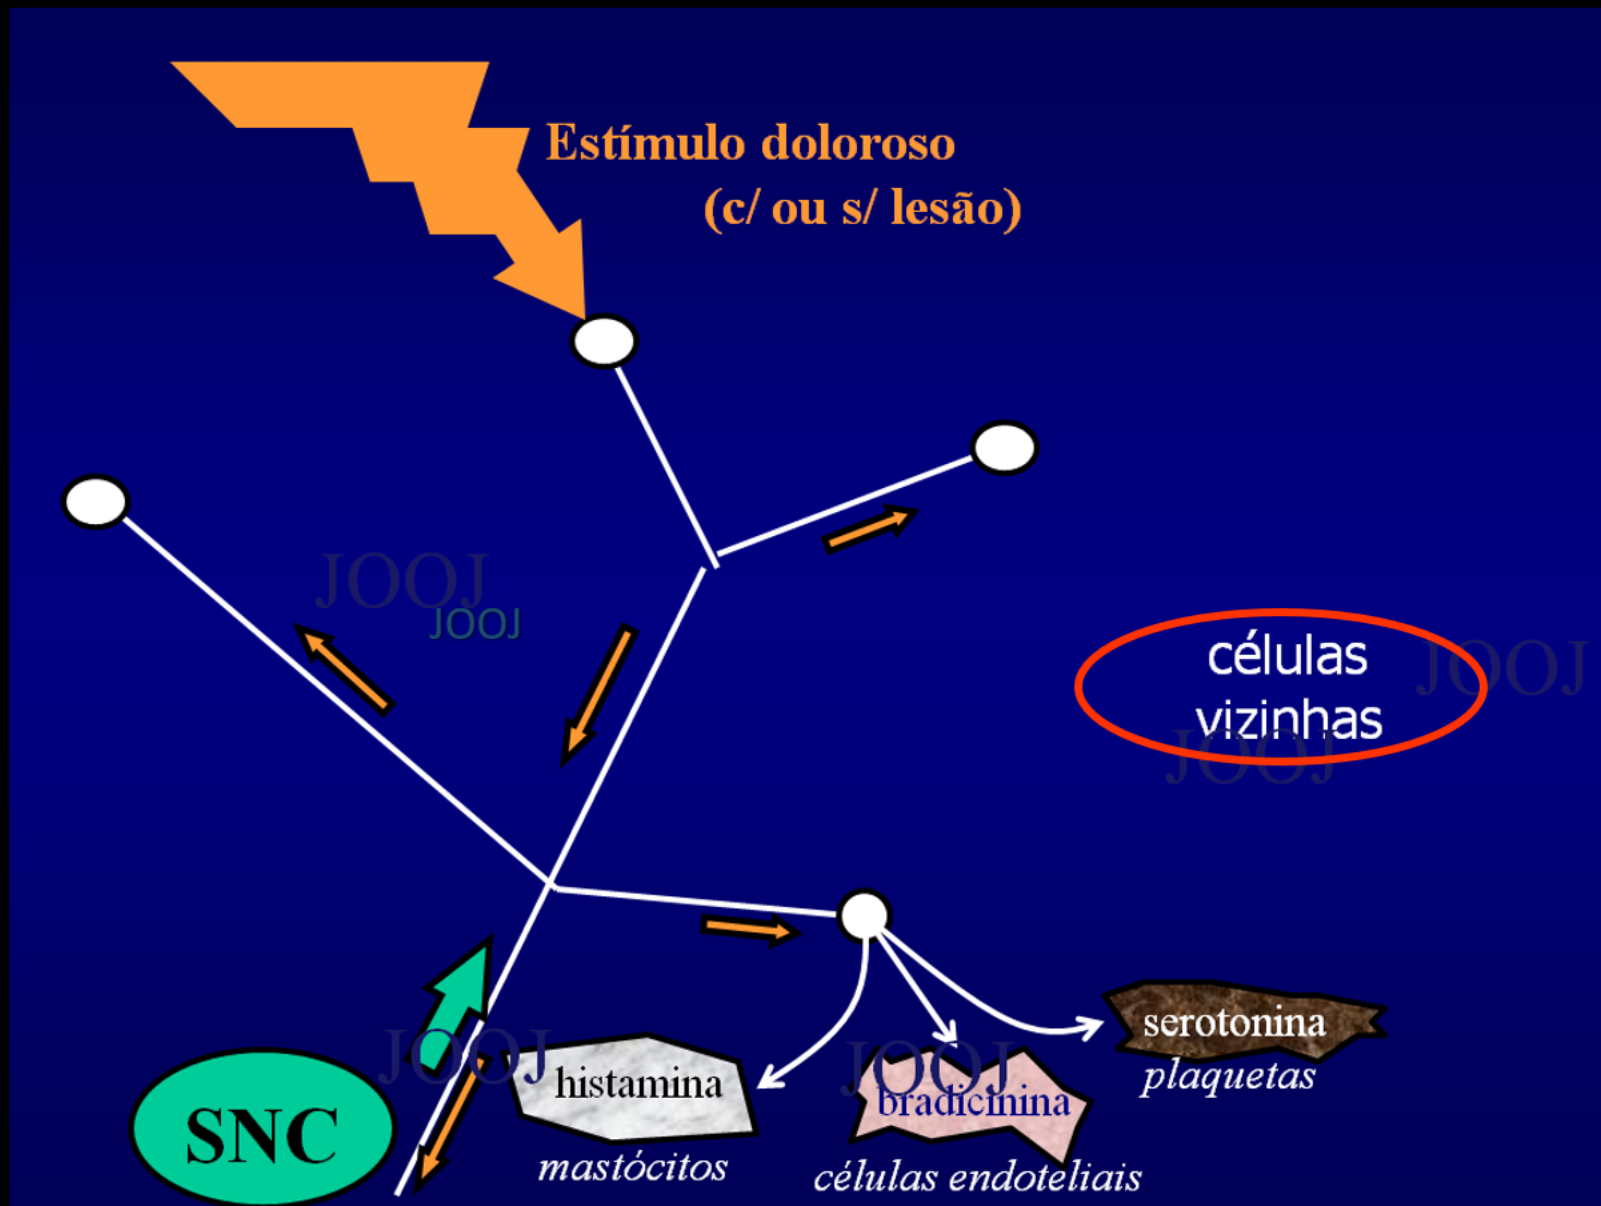 Estímulo doloroso
(c/ ou s/ lesão)
JOOJ
JOOJ
células
vizinhas
JOOJ
JOOJ
serotonina
plaquetas
JOOJ
histamina
mastócitos
JOOJ
bradicinina
células endoteliais
SNC